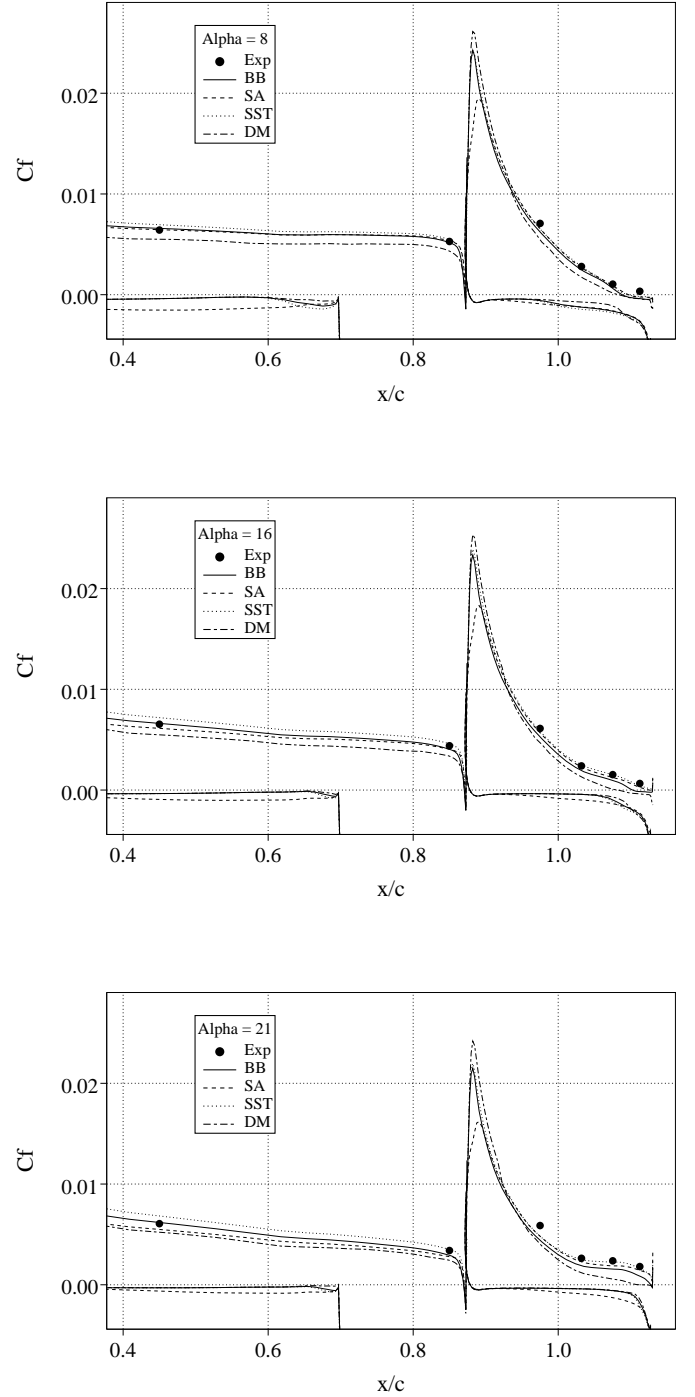 Alpha = 8
Exp
BB
SA
SST
DM
Cf
0.02
0.01
0.00
0.4 0.6 0.8 1.0
x/c
Alpha = 16
Exp
BB
SA
SST
DM
Cf
0.02
0.01
0.00
0.4 0.6 0.8 1.0
x/c
Alpha = 21
Exp
BB
SA
SST
DM
Cf
0.02
0.01
0.00
0.4 0.6 0.8 1.0
x/c